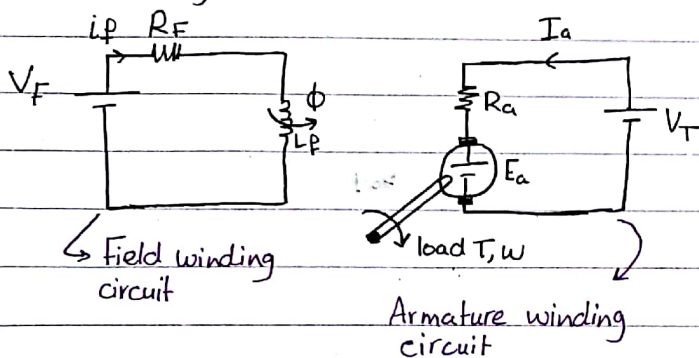 if RF
VF
ϕ
Lf
Field winding
circuit
Ia
Ra
VT
Ea
load T, ω
Armature winding
circuit